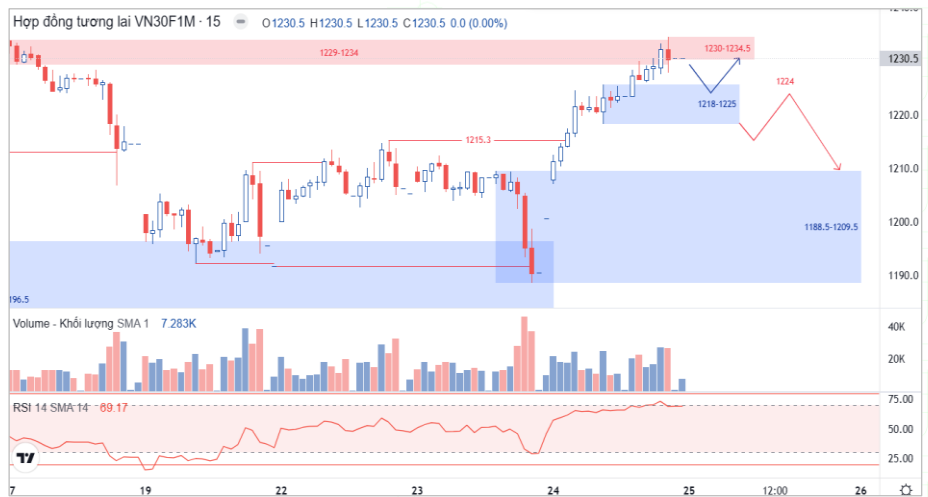 Hợp đồng tương lai VN30F1M · 15 O1230.5 H1230.5 L1230.5 C1230.5 0.0 (0.00%)
1229-1234
1230-1234.5
1230.5
1224
1218-1225
1220.0
1215.3
1210.0
1188.5-1209.5
1200.0
1190.0
196.5
Volume - Khối lượng SMA 1 7.283K
40K
20K
RSI 14 SMA 14 69.17
75.00
50.00
25.00
7 19 22 23 24 25 12:00 26